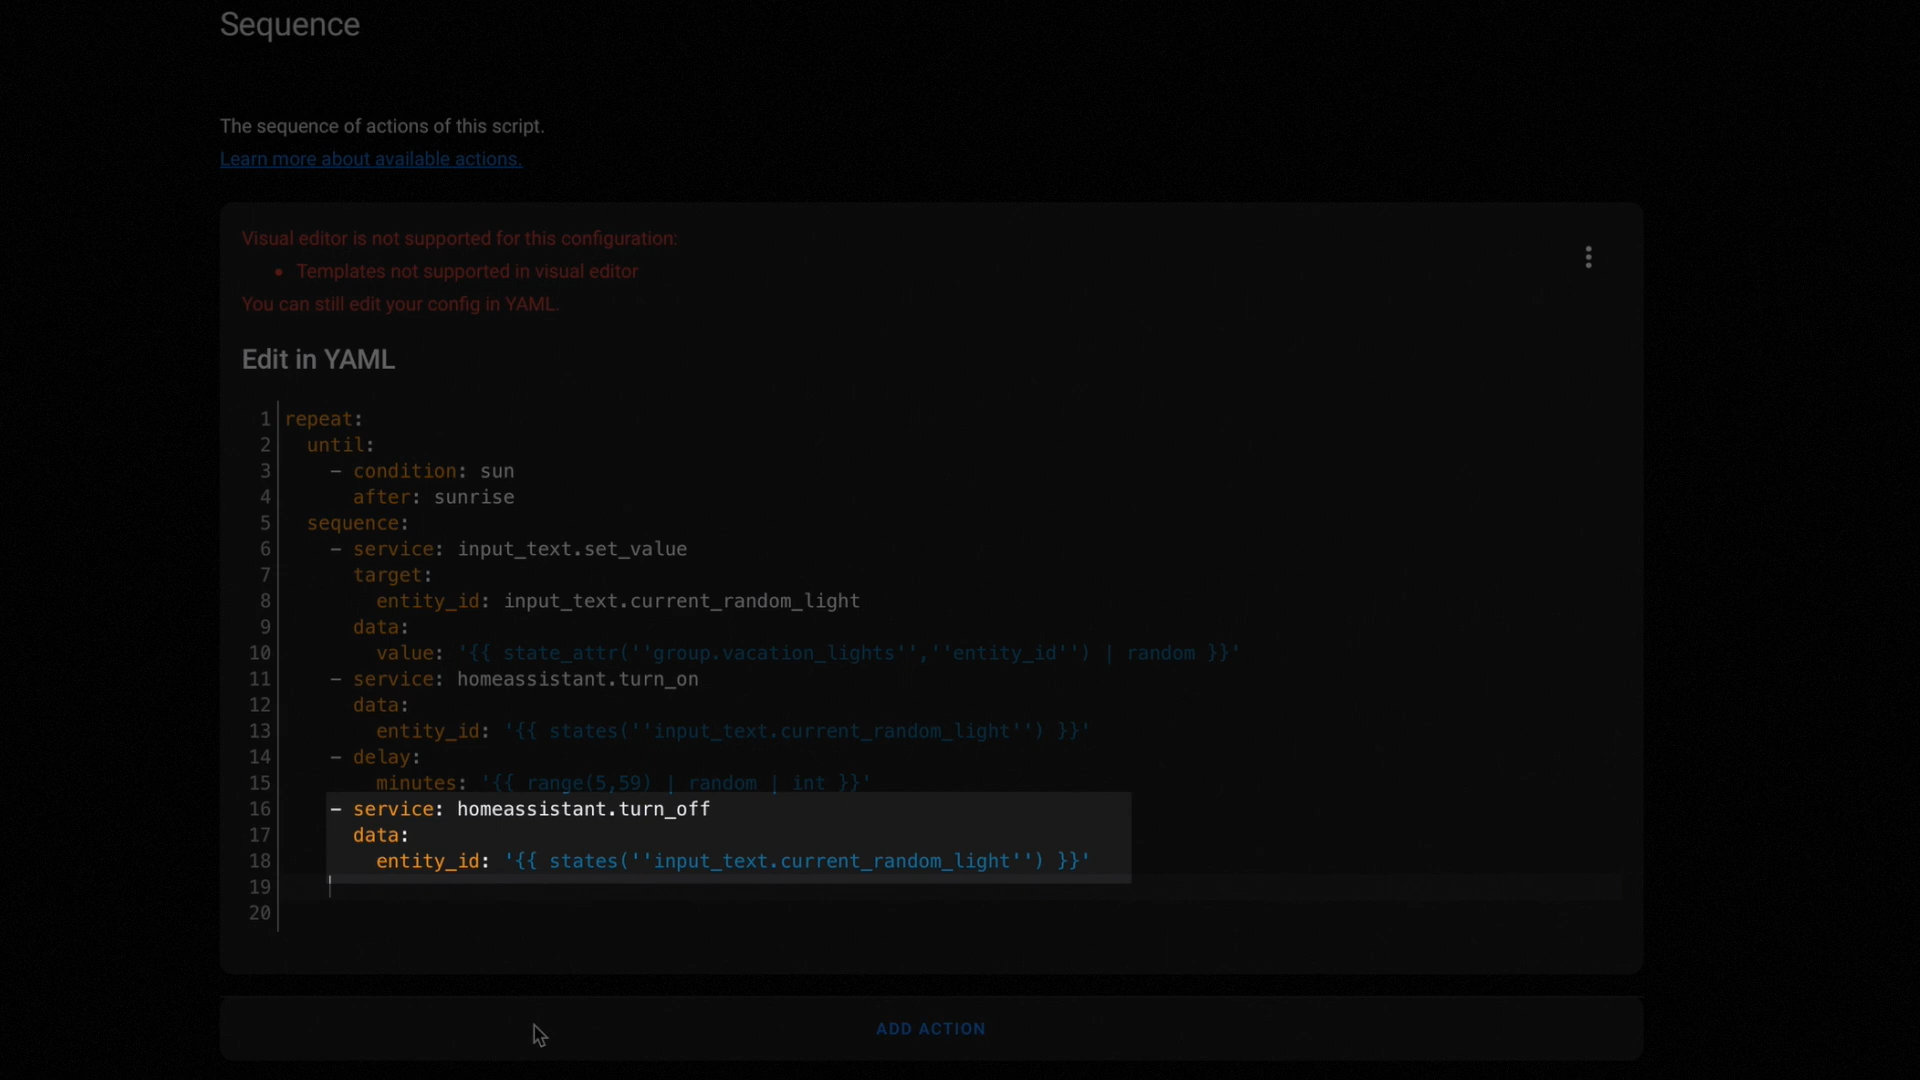 Sequence
The sequence of actions of this script.
Learn more about available actions.
Visual editor is not supported for this configuration:
• Templates not supported in visual editor
You can still edit your config in YAML.
Edit in YAML
1 repeat:
2   until:
3     - condition: sun
4       after: sunrise
5   sequence:
6     - service: input_text.set_value
7       target:
8         entity_id: input_text.current_random_light
9       data:
10         value: '{{ state_attr(''group.vacation_lights'',''entity_id'') | random }}'
11     - service: homeassistant.turn_on
12       data:
13         entity_id: '{{ states(''input_text.current_random_light'') }}'
14     - delay:
15         minutes: '{{ range(5,59) | random | int }}'
16     - service: homeassistant.turn_off
17       data:
18         entity_id: '{{ states(''input_text.current_random_light'') }}'
19
20
ADD ACTION